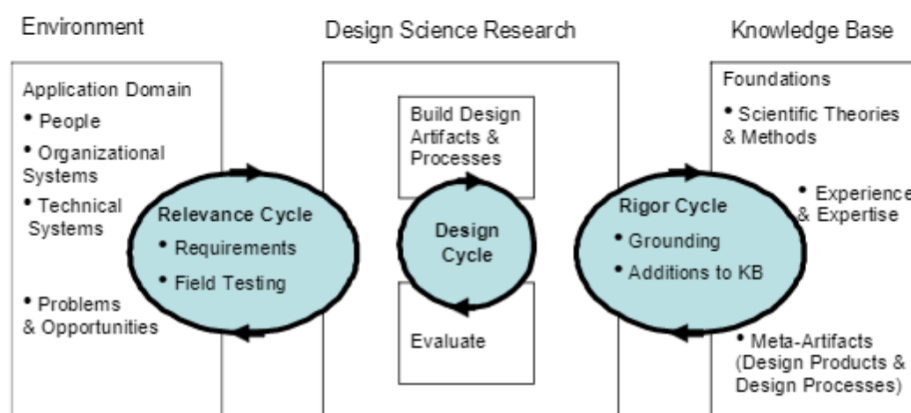 Environment
Design Science Research
Knowledge Base
Application Domain
• People
• Organizational
Systems
• Technical
Systems
• Problems
& Opportunities
Relevance Cycle
• Requirements
• Field Testing
Build Design
Artifacts &
Processes
Design
Cycle
Evaluate
Rigor Cycle
• Grounding
• Additions to KB
Foundations
• Scientific Theories
& Methods
• Experience
& Expertise
• Meta-Artifacts
(Design Products &
Design Processes)